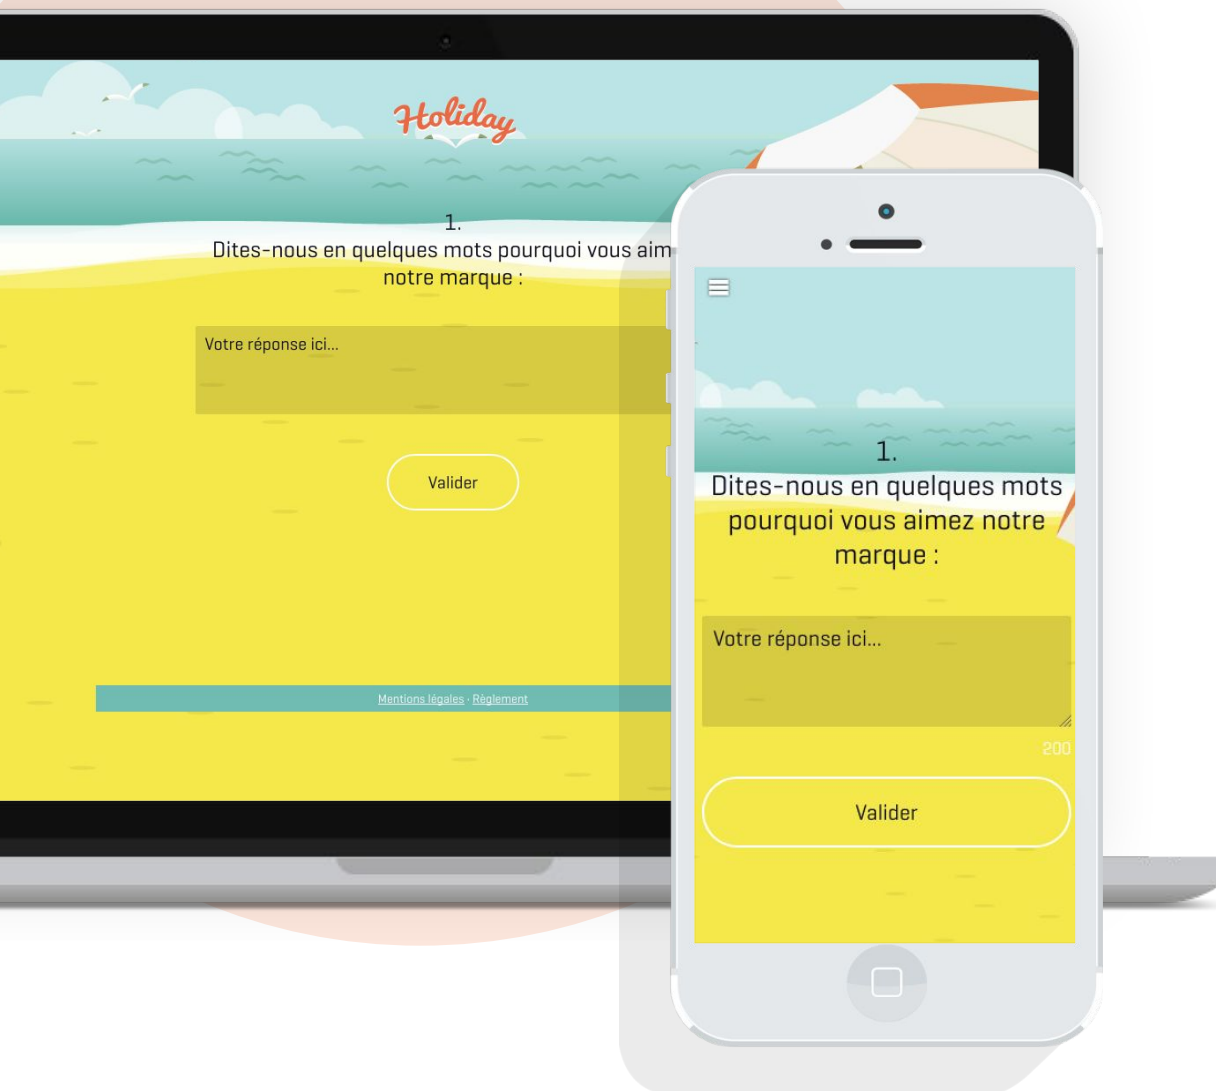 Holiday
1.
Dites-nous en quelques mots pourquoi vous aim
notre marque :
Votre réponse ici...
Valider
Mentions légales · Règlement
1.
Dites-nous en quelques mots
pourquoi vous aimez notre
marque :
Votre réponse ici...
200
Valider